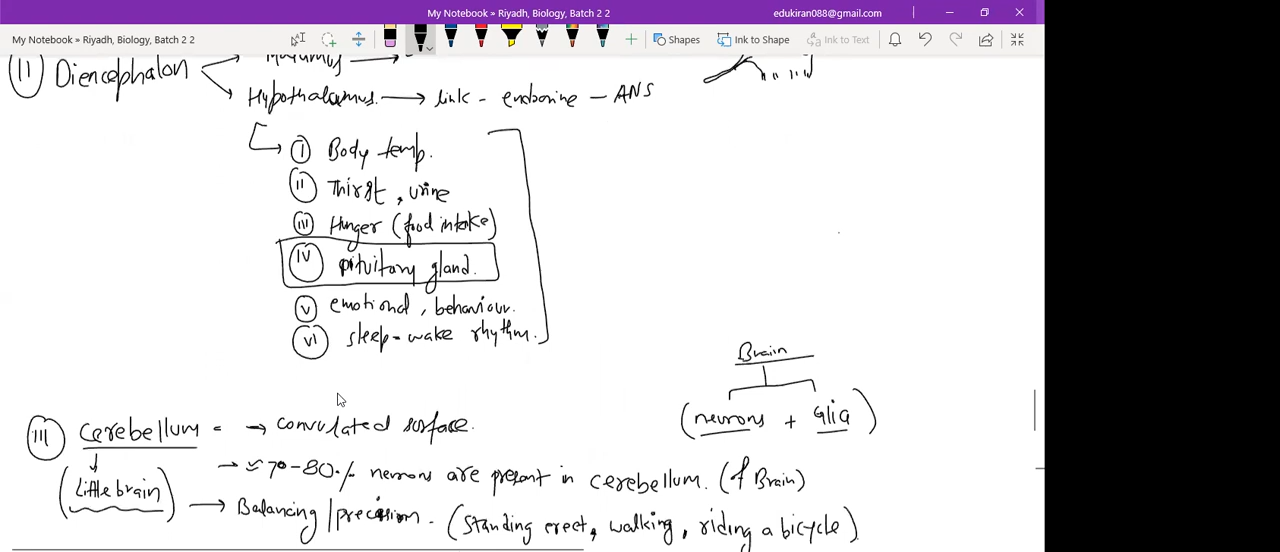 My Notebook » Riyadh, Biology, Batch 2 2
edukiran088@gmail.com
My Notebook » Riyadh, Biology, Batch 2 2
Shapes
Ink to Shape
Ink to Text
(II) Diencephalon
Hypothalamus → link - endocrine - ANS
(i) Body temp.
(ii) Thirst, urine
(iii) Hunger (food intake)
(iv) pituitary gland.
(v) emotional, behaviour.
(vi) sleep-wake rhythm.
Brain
(neurons + Glia)
(III) Cerebellum = → convulated surface.
(Little brain)
→ ≈ 70-80% neurons are present in cerebellum. (of Brain)
→ Balancing/precision - (standing erect, walking, riding a bicycle)